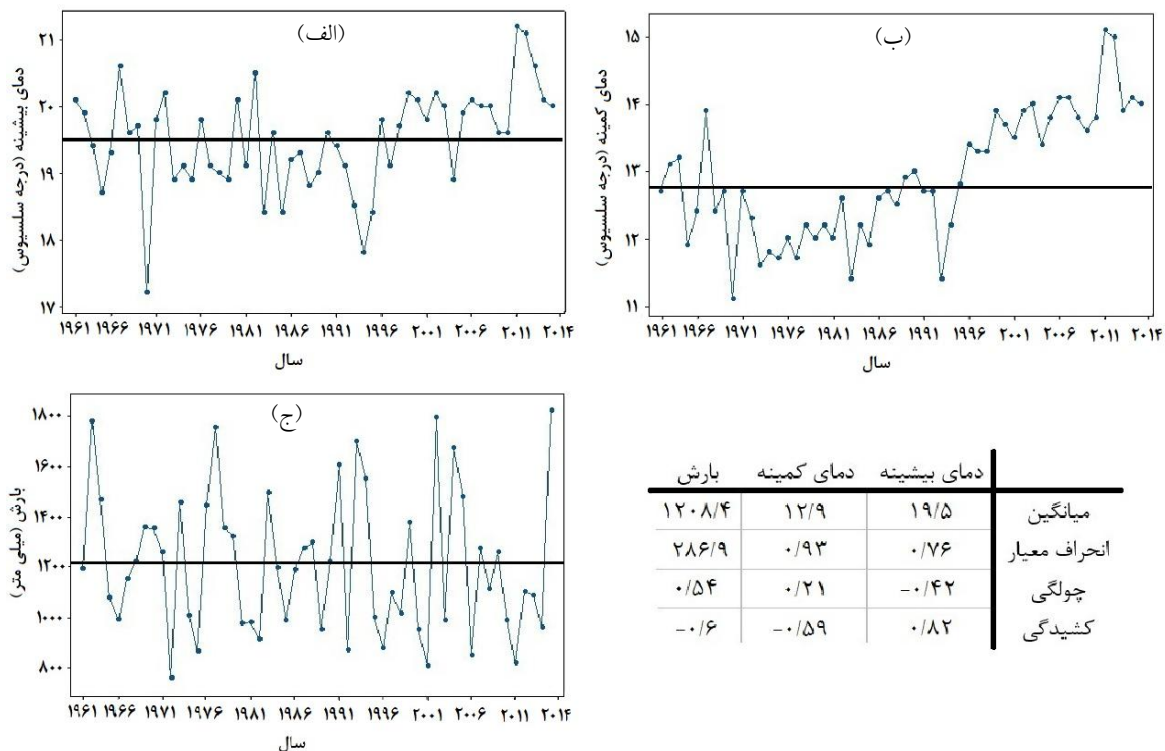 (الف)
دمای بیشینه (درجه سلسیوس)
۲۱
۲۰
۱۹
۱۸
۱۷
۱۹۶۱ ۱۹۶۶ ۱۹۷۱ ۱۹۷۶ ۱۹۸۱ ۱۹۸۶ ۱۹۹۱ ۱۹۹۶ ۲۰۰۱ ۲۰۰۶ ۲۰۱۱ ۲۰۱۴
سال
(ب)
دمای کمینه (درجه سلسیوس)
۱۵
۱۴
۱۳
۱۲
۱۱
۱۹۶۱ ۱۹۶۶ ۱۹۷۱ ۱۹۷۶ ۱۹۸۱ ۱۹۸۶ ۱۹۹۱ ۱۹۹۶ ۲۰۰۱ ۲۰۰۶ ۲۰۱۱ ۲۰۱۴
سال
(ج)
بارش (میلی متر)
۱۸۰۰
۱۶۰۰
۱۴۰۰
۱۲۰۰
۱۰۰۰
۸۰۰
۱۹۶۱ ۱۹۶۶ ۱۹۷۱ ۱۹۷۶ ۱۹۸۱ ۱۹۸۶ ۱۹۹۱ ۱۹۹۶ ۲۰۰۱ ۲۰۰۶ ۲۰۱۱ ۲۰۱۴
سال
دمای بیشینه دمای کمینه بارش
میانگین ۱۹/۵ ۱۲/۹ ۱۲۰۸/۴
انحراف معیار ۰/۷۶ ۰/۹۳ ۲۸۶/۹
چولگی -۰/۴۲ ۰/۲۱ ۰/۵۴
کشیدگی ۰/۸۲ -۰/۵۹ -۰/۶